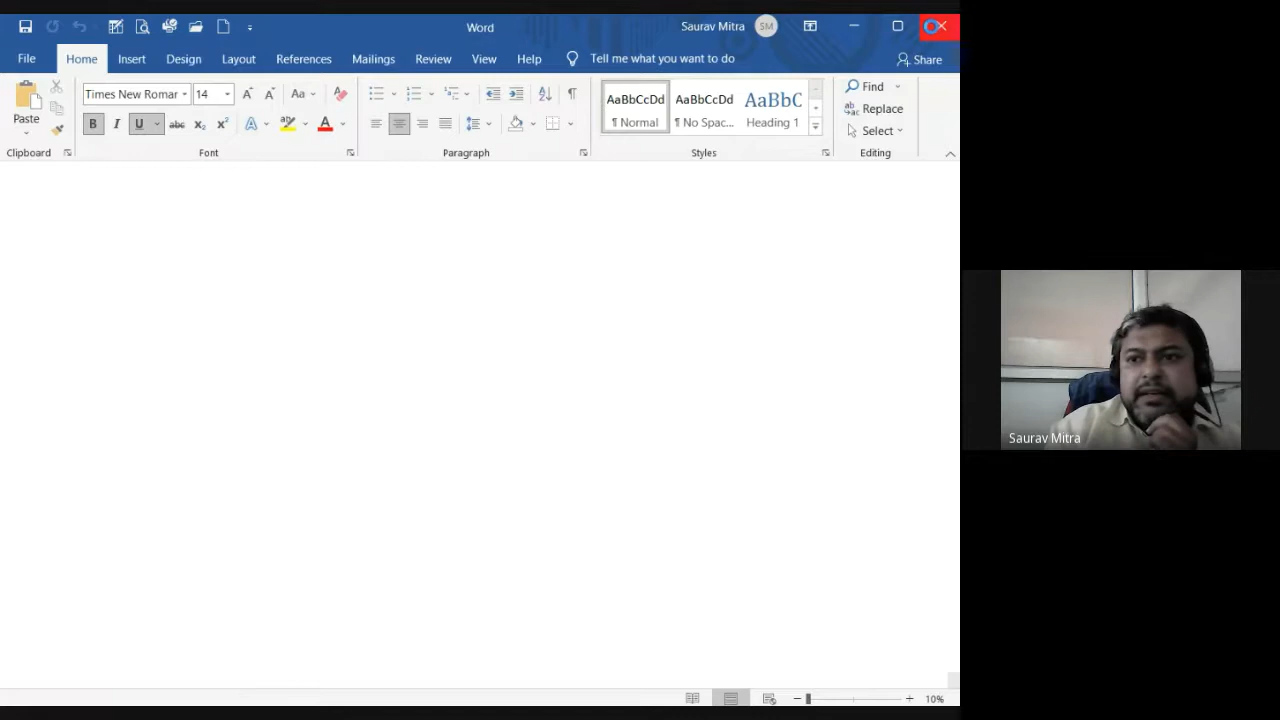 Word
Saurav Mitra
SM
File
Home
Insert
Design
Layout
References
Mailings
Review
View
Help
Tell me what you want to do
Share
Paste
Times New Romar
14
Aa
B
I
U
abc
x₂
x²
A
A
AaBbCcDd
AaBbCcDd
AaBbC
¶ Normal
¶ No Spac...
Heading 1
Find
Replace
Select
Clipboard
Font
Paragraph
Styles
Editing
Saurav Mitra
10%